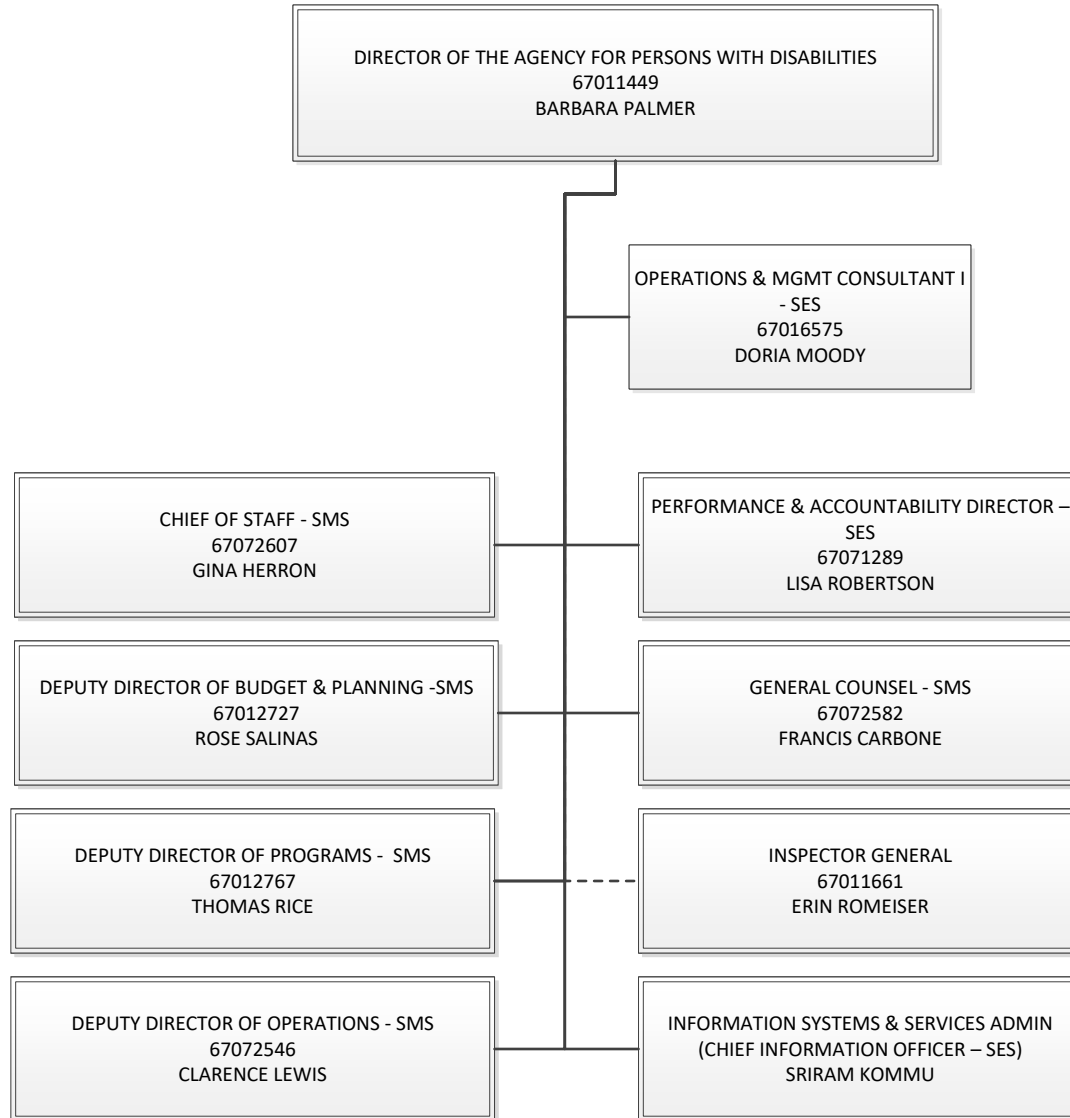 DIRECTOR OF THE AGENCY FOR PERSONS WITH DISABILITIES
67011449
BARBARA PALMER
OPERATIONS & MGMT CONSULTANT I
- SES
67016575
DORIA MOODY
CHIEF OF STAFF - SMS
67072607
GINA HERRON
PERFORMANCE & ACCOUNTABILITY DIRECTOR –
SES
67071289
LISA ROBERTSON
DEPUTY DIRECTOR OF BUDGET & PLANNING -SMS
67012727
ROSE SALINAS
GENERAL COUNSEL - SMS
67072582
FRANCIS CARBONE
DEPUTY DIRECTOR OF PROGRAMS - SMS
67012767
THOMAS RICE
INSPECTOR GENERAL
67011661
ERIN ROMEISER
DEPUTY DIRECTOR OF OPERATIONS - SMS
67072546
CLARENCE LEWIS
INFORMATION SYSTEMS & SERVICES ADMIN
(CHIEF INFORMATION OFFICER – SES)
SRIRAM KOMMU